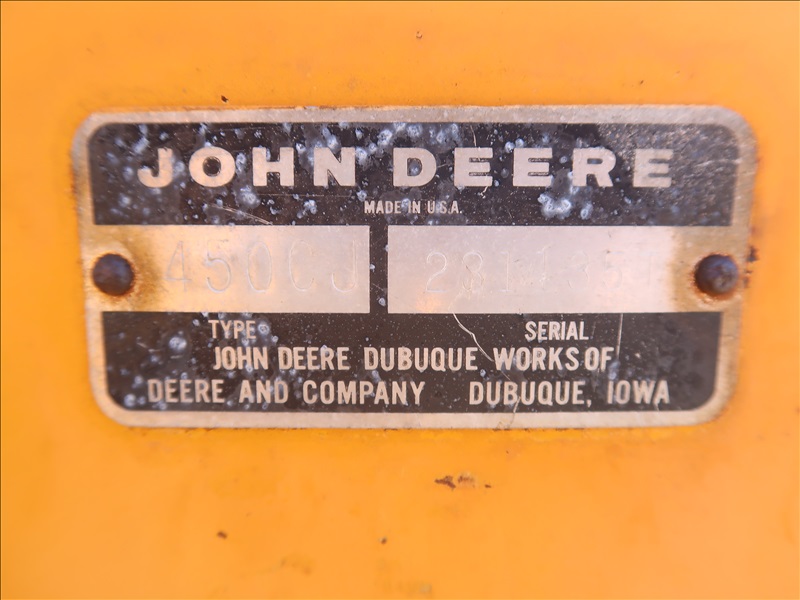 JOHN DEERE
MADE IN U.S.A.
450CJ
TYPE SERIAL
JOHN DEERE DUBUQUE WORKS OF
DEERE AND COMPANY DUBUQUE, IOWA